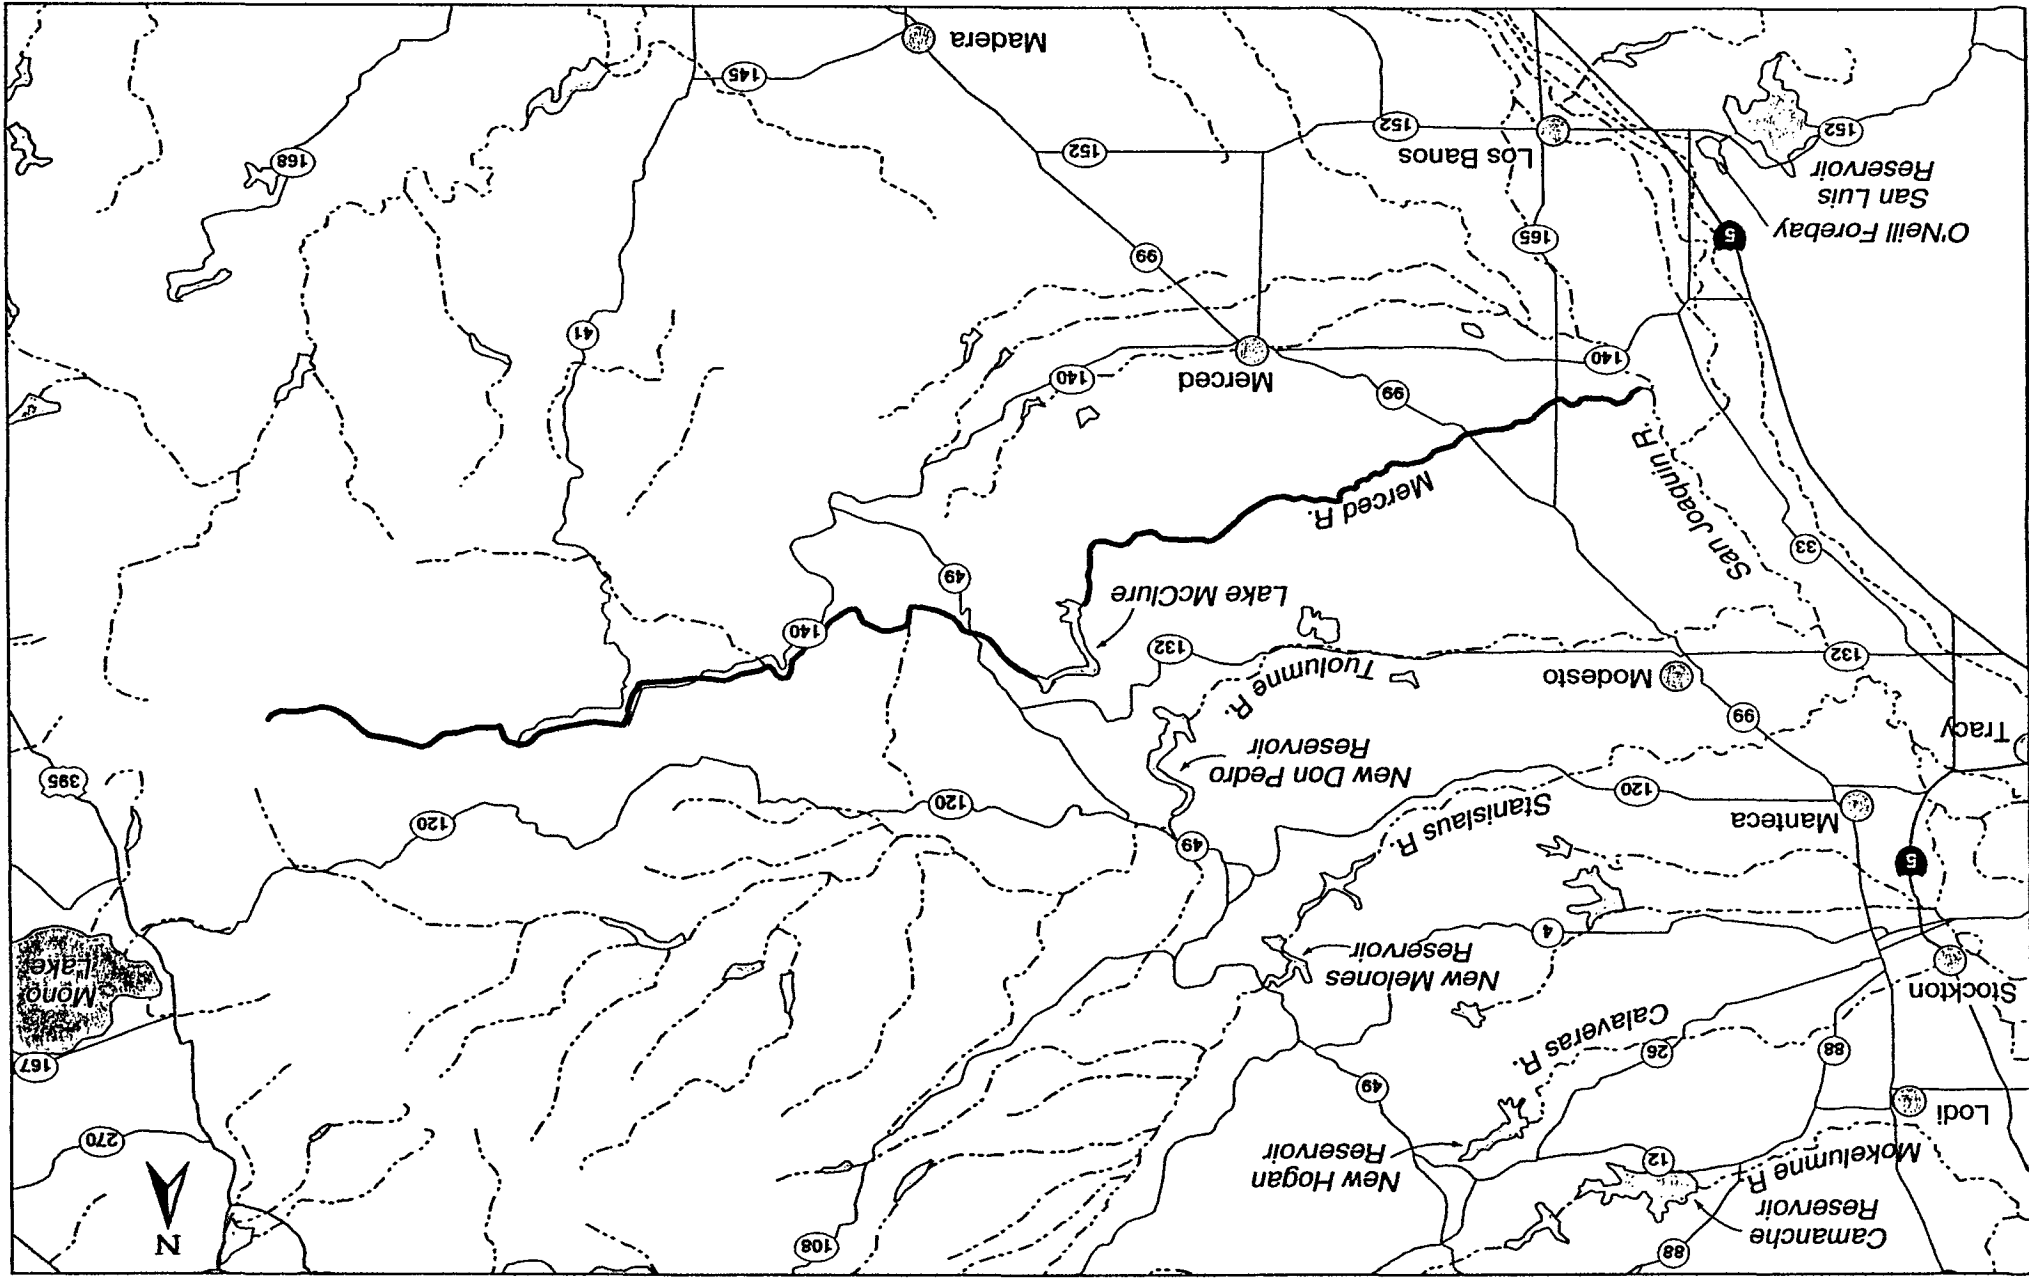 Camanche
Reservoir
88
108
N
Mokelumne R.
12
New Hogan
Reservoir
270
Lodi
88
26
Calaveras R.
49
167
Stockton
New Melones
Reservoir
Mono
Lake
4
5
Manteca
120
Stanislaus R.
49
120
120
New Don Pedro
Reservoir
395
Tracy
99
Modesto
Tuolumne R.
132
132
140
Lake McClure
49
33
San Joaquin R.
Merced R.
99
Merced
140
140
41
5
O'Neill Forebay
165
99
San Luis
Reservoir
152
Los Banos
152
152
168
145
Madera